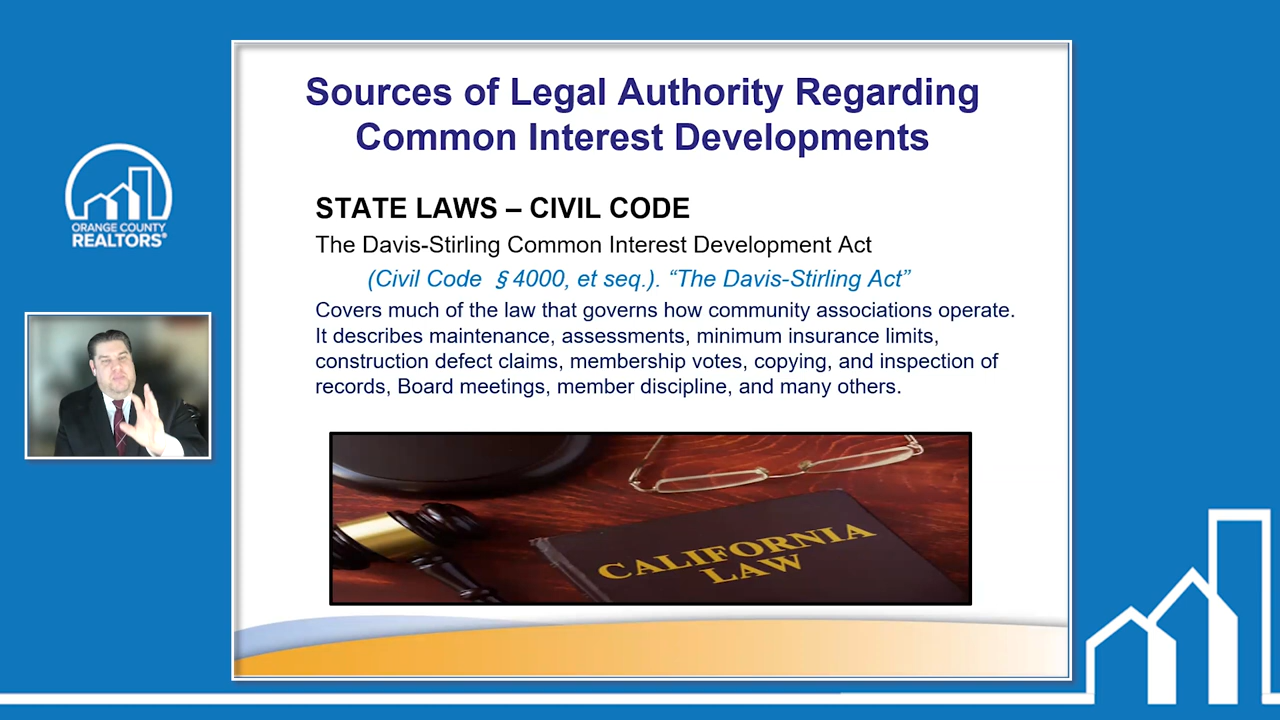 Sources of Legal Authority Regarding
Common Interest Developments
ORANGE COUNTY
REALTORS®
STATE LAWS – CIVIL CODE
The Davis-Stirling Common Interest Development Act
(Civil Code § 4000, et seq.). “The Davis-Stirling Act”
Covers much of the law that governs how community associations operate.
It describes maintenance, assessments, minimum insurance limits,
construction defect claims, membership votes, copying, and inspection of
records, Board meetings, member discipline, and many others.
CALIFORNIA
LAW